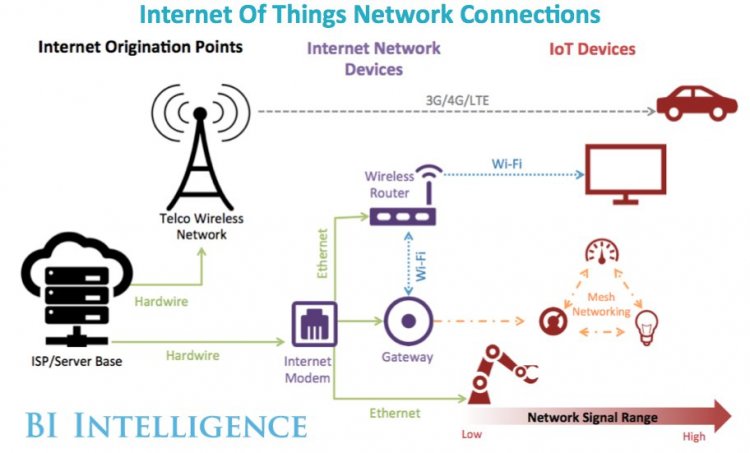 Internet Of Things Network Connections
Internet Origination Points
Internet Network
Devices
IoT Devices
3G/4G/LTE
Wireless
Router
Wi-Fi
Telco Wireless
Network
Ethernet
Wi-Fi
Hardwire
Mesh
Networking
ISP/Server Base
Hardwire
Internet
Modem
Gateway
Ethernet
BI INTELLIGENCE
Network Signal Range
Low
High